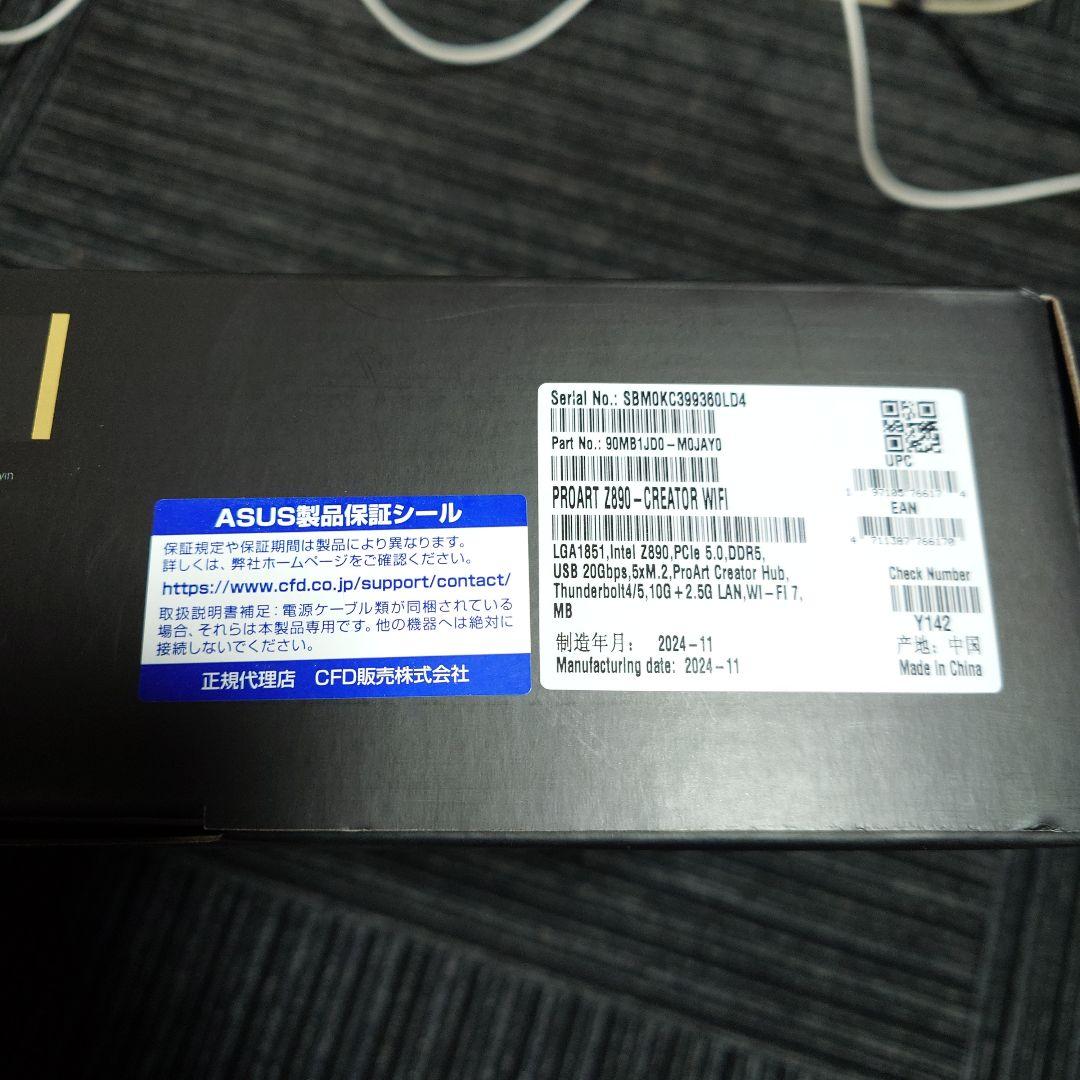 ASUS製品保証シール
保証規定や保証期間は製品により異なります。
詳しくは、弊社ホームページをご確認ください。
https://www.cfd.co.jp/support/contact/
取扱説明書補足：電源ケーブル類が同梱されている
場合、それらは本製品専用です。他の機器へは絶対に
接続しないでください。
正規代理店 CFD販売株式会社
Serial No.: SBM0KC399360LD4
Part No.: 90MB1JD0-M0JAY0
PROART Z890-CREATOR WIFI
LGA1851,Intel Z890,PCIe 5.0,DDR5,
USB 20Gbps,5xM.2,ProArt Creator Hub,
Thunderbolt4/5,10G+2.5G LAN,WI-FI 7,
MB
制造年月： 2024-11
Manufacturing date: 2024-11
UPC
1 97105 76617 4
EAN
4 711387 766170
Check Number
Y142
产地：中国
Made in China